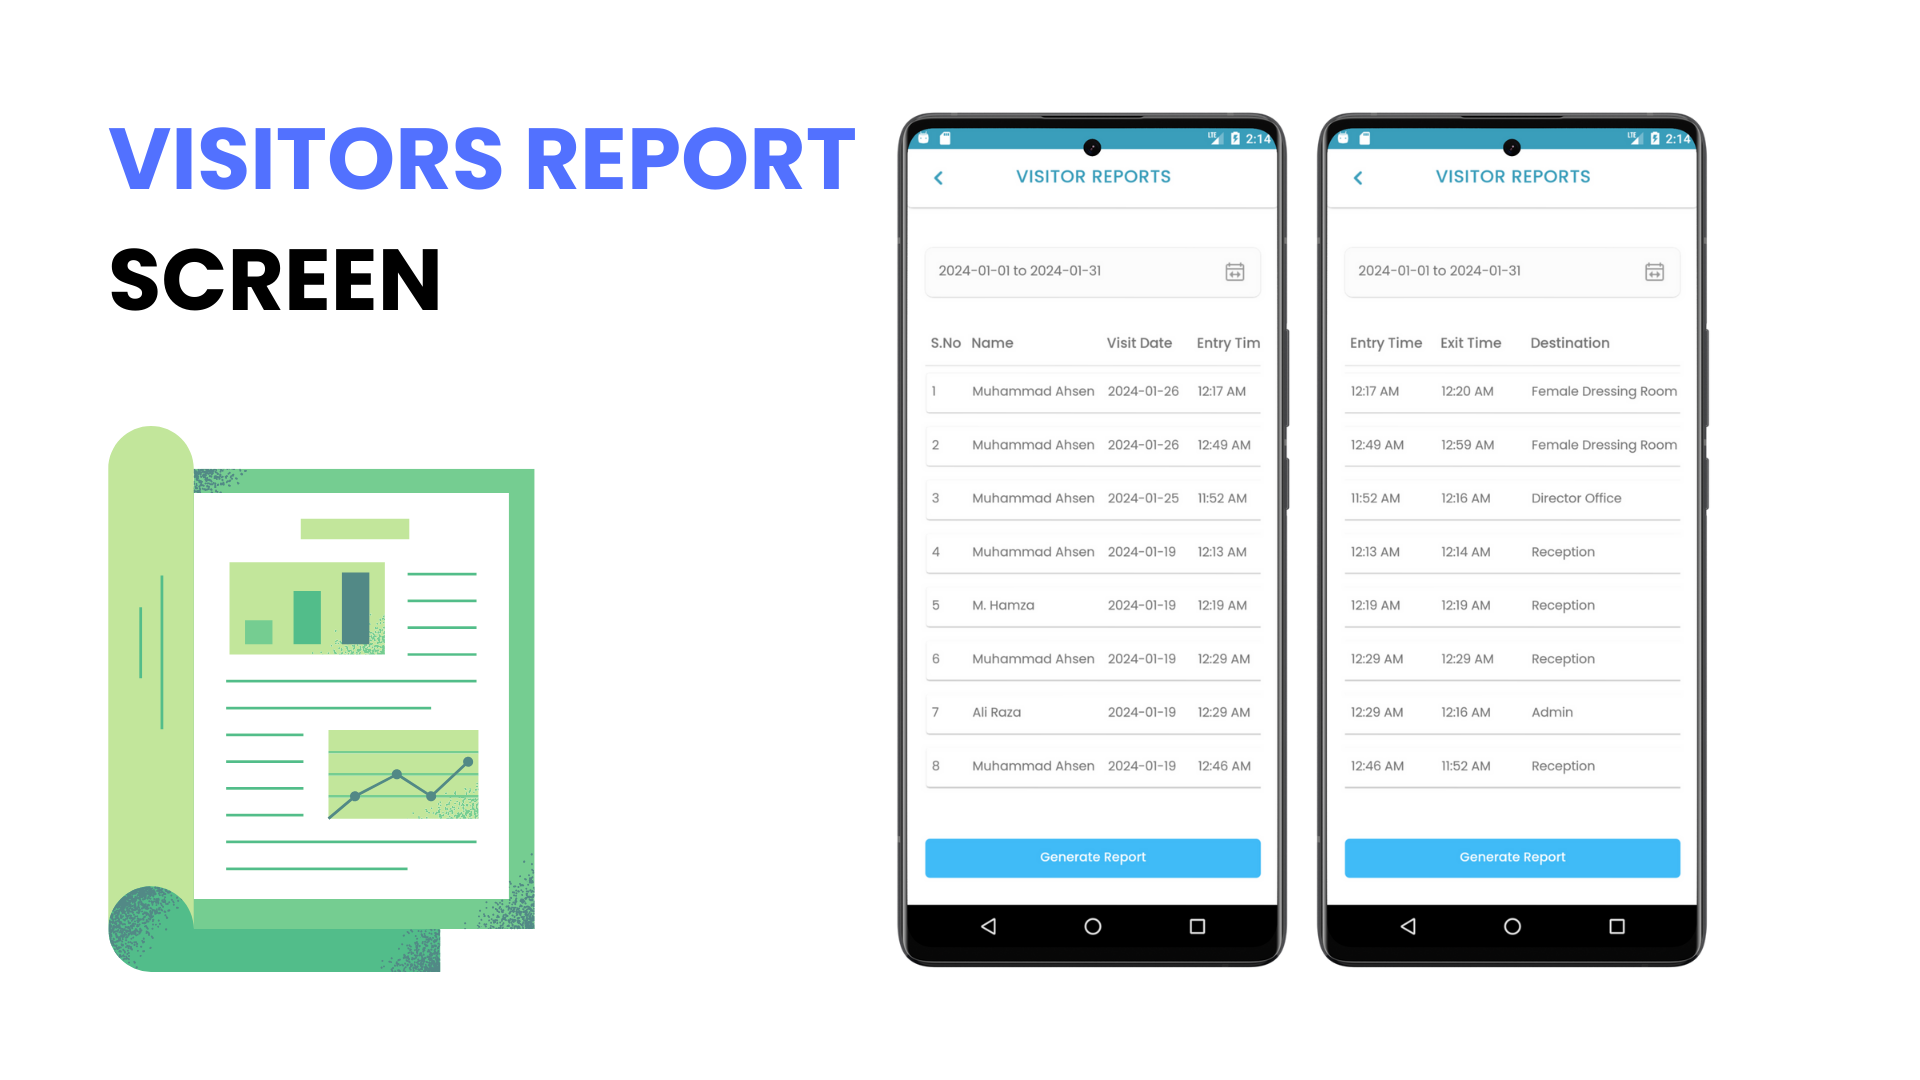 VISITORS REPORT
SCREEN
LTE 2:14
VISITOR REPORTS
2024-01-01 to 2024-01-31
S.No Name Visit Date Entry Tim
1 Muhammad Ahsen 2024-01-26 12:17 AM
2 Muhammad Ahsen 2024-01-26 12:49 AM
3 Muhammad Ahsen 2024-01-25 11:52 AM
4 Muhammad Ahsen 2024-01-19 12:13 AM
5 M. Hamza 2024-01-19 12:19 AM
6 Muhammad Ahsen 2024-01-19 12:29 AM
7 Ali Raza 2024-01-19 12:29 AM
8 Muhammad Ahsen 2024-01-19 12:46 AM
Generate Report
LTE 2:14
VISITOR REPORTS
2024-01-01 to 2024-01-31
Entry Time Exit Time Destination
12:17 AM 12:20 AM Female Dressing Room
12:49 AM 12:59 AM Female Dressing Room
11:52 AM 12:16 AM Director Office
12:13 AM 12:14 AM Reception
12:19 AM 12:19 AM Reception
12:29 AM 12:29 AM Reception
12:29 AM 12:16 AM Admin
12:46 AM 11:52 AM Reception
Generate Report